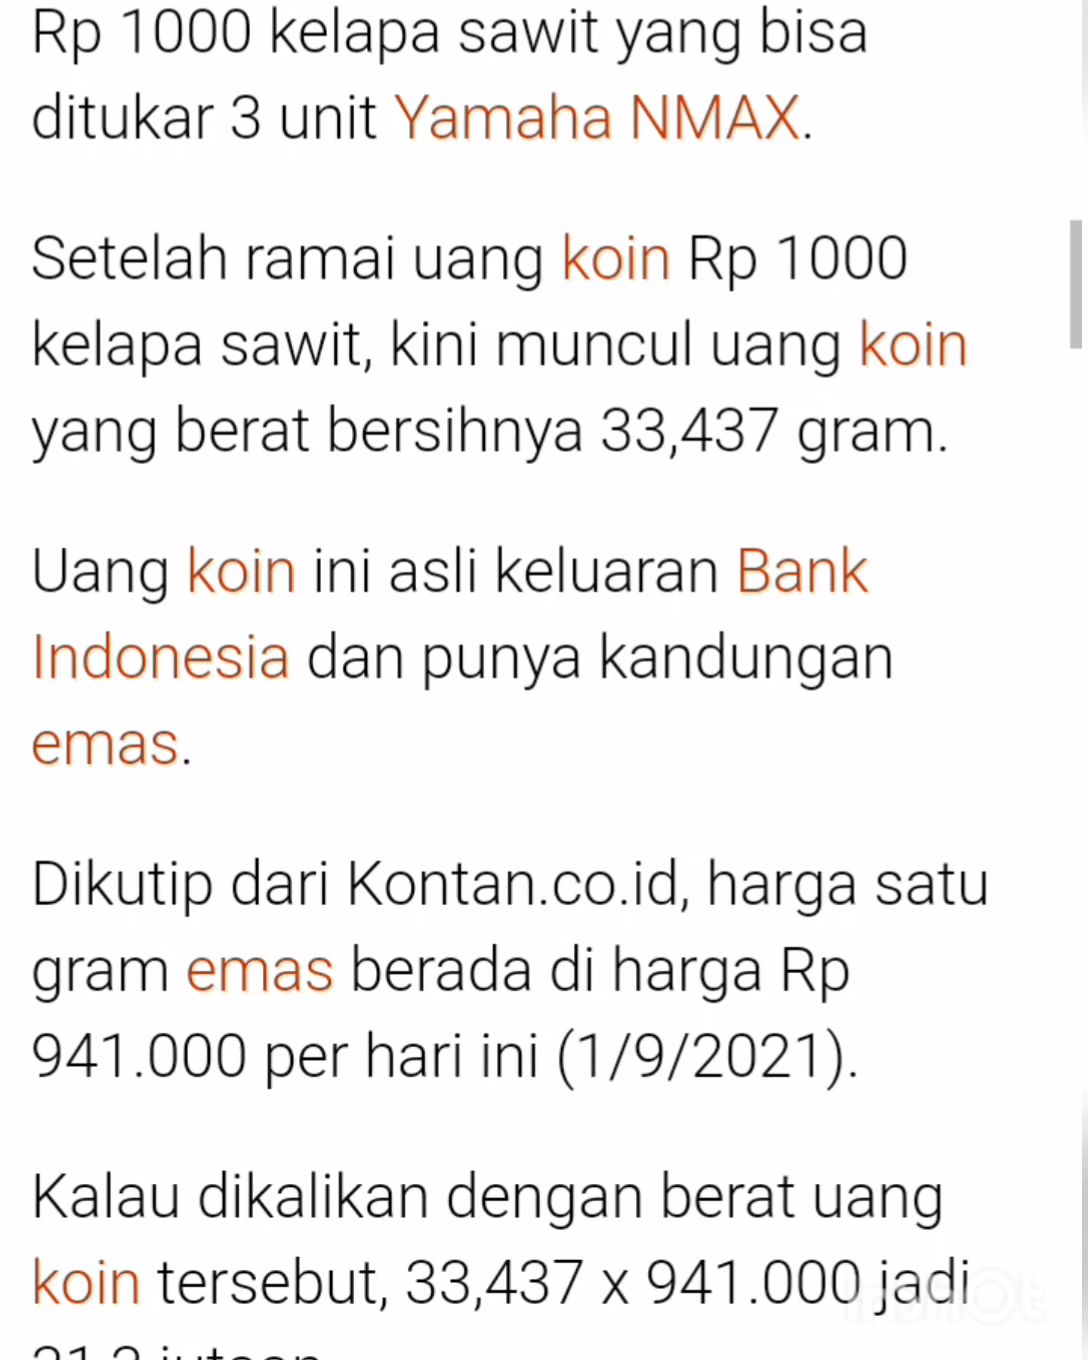 Rp 1000 kelapa sawit yang bisa
ditukar 3 unit Yamaha NMAX.
Setelah ramai uang koin Rp 1000
kelapa sawit, kini muncul uang koin
yang berat bersihnya 33,437 gram.
Uang koin ini asli keluaran Bank
Indonesia dan punya kandungan
emas.
Dikutip dari Kontan.co.id, harga satu
gram emas berada di harga Rp
941.000 per hari ini (1/9/2021).
Kalau dikalikan dengan berat uang
koin tersebut, 33,437 x 941.000 jadi